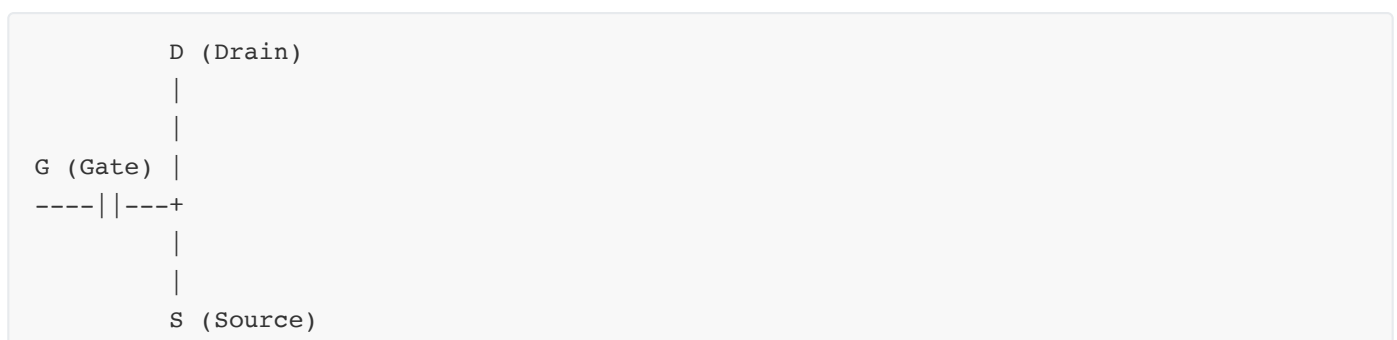 D (Drain)
|
|
G (Gate) |
----||---+
|
|
S (Source)